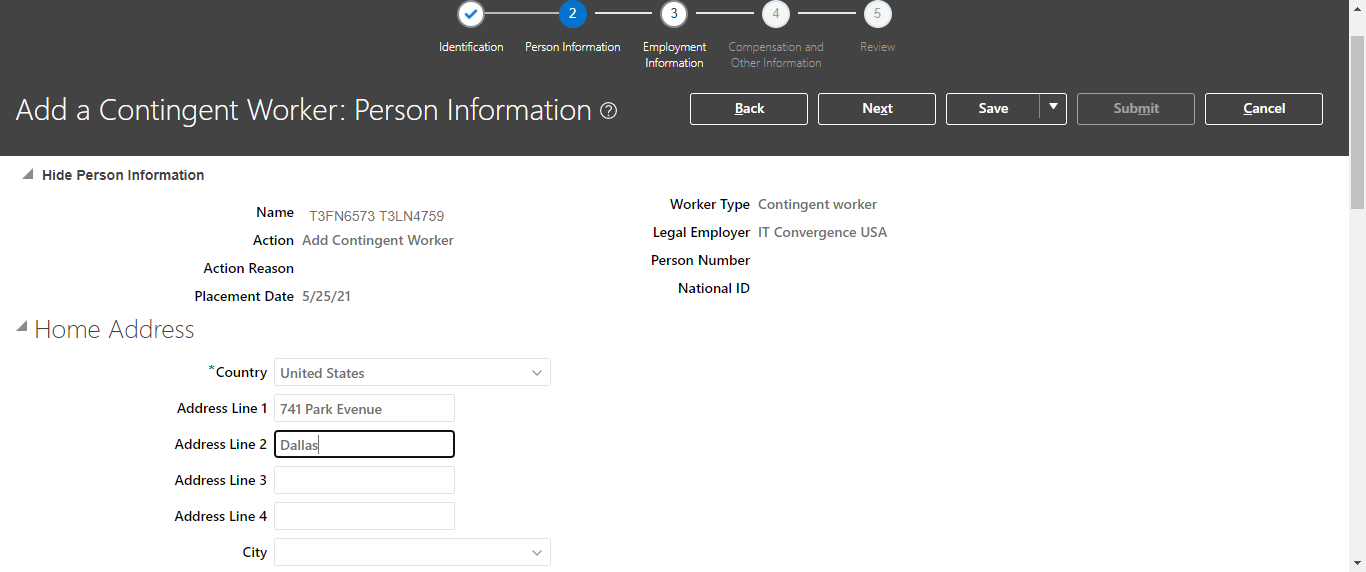 2 3 4 5
Identification Person Information Employment Information Compensation and Other Information Review
Add a Contingent Worker: Person Information ?
Back Next Save Submit Cancel
Hide Person Information
Name T3FN6573 T3LN4759
Action Add Contingent Worker
Action Reason
Placement Date 5/25/21
Worker Type Contingent worker
Legal Employer IT Convergence USA
Person Number
National ID
Home Address
*Country United States
Address Line 1 741 Park Evenue
Address Line 2 Dallas
Address Line 3
Address Line 4
City